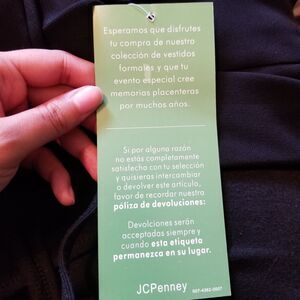 Esperamos que disfrutes
tu compra de nuestra
colección de vestidos
formales y que tu
evento especial cree
memorias placenteras
por muchos años.
Si por alguna razón
no estás completamente
satisfecha con tu selección
y quisieras intercambiar
o devolver este artículo,
favor de recordar nuestra
póliza de devoluciones:
Devolciones serán
aceptadas siempre y
cuando esta etiqueta
permanezca en su lugar.
JCPenney